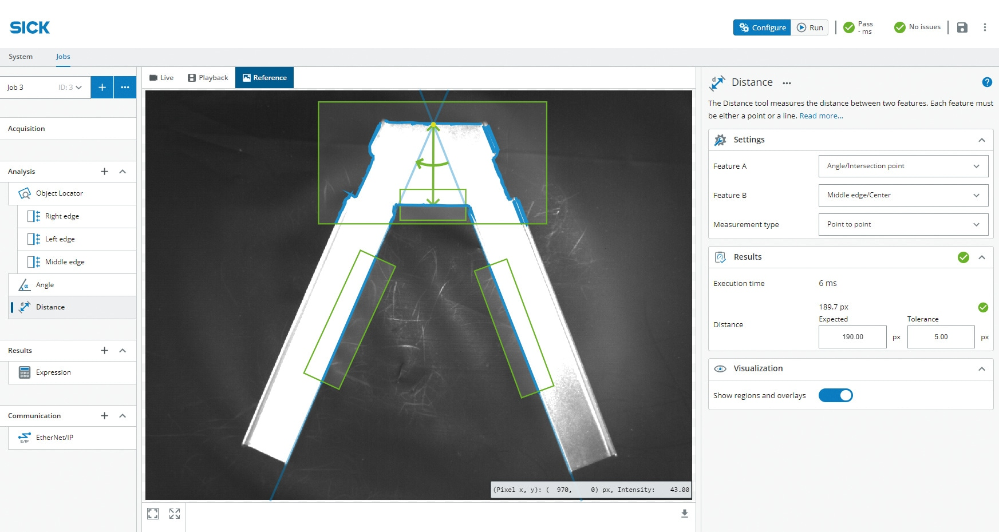 SICK
Configure
Run
Pass
- ms
No issues
System
Jobs
Job 3
ID: 3
Live
Playback
Reference
Acquisition
Analysis
Object Locator
Right edge
Left edge
Middle edge
Angle
Distance
Results
Expression
Communication
E/IP
EtherNet/IP
(Pixel x, y): ( 970, 0) px, Intensity: 43.00
Distance
The Distance tool measures the distance between two features. Each feature must
be either a point or a line. Read more...
Settings
Feature A
Angle/Intersection point
Feature B
Middle edge/Center
Measurement type
Point to point
Results
Execution time
6 ms
189.7 px
Expected
Tolerance
Distance
190.00
px
5.00
px
Visualization
Show regions and overlays